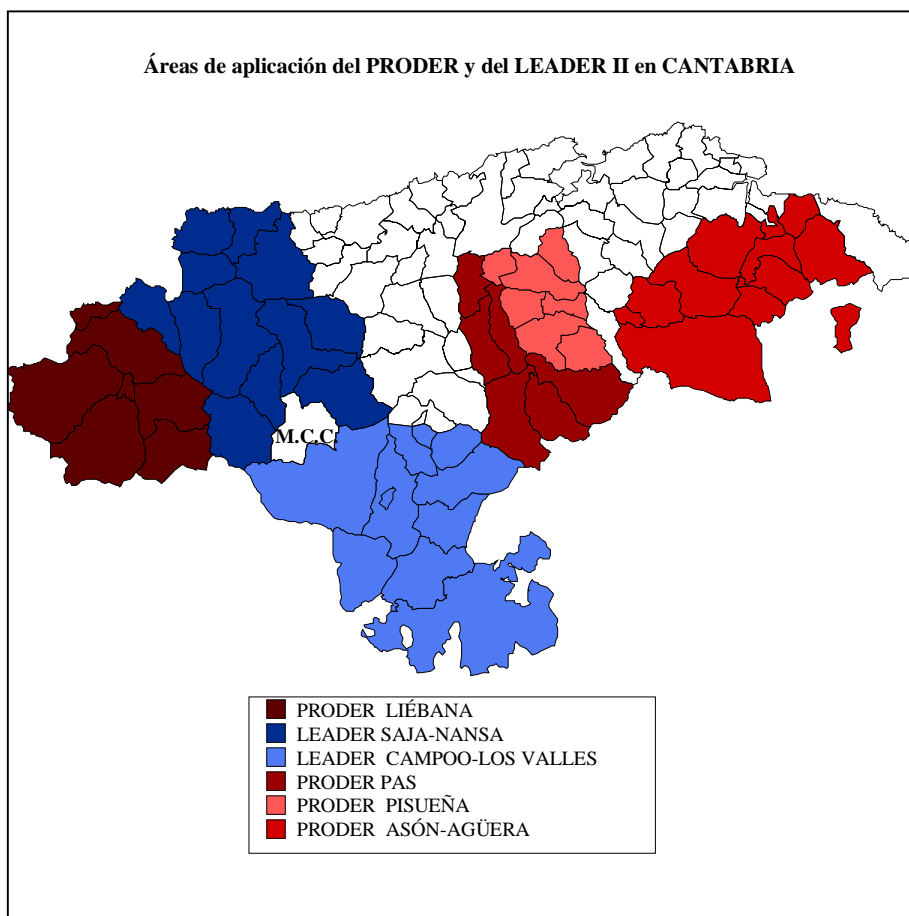 Áreas de aplicación del PRODER y del LEADER II en CANTABRIA
M.C.C.
PRODER LIÉBANA
LEADER SAJA-NANSA
LEADER CAMPOO-LOS VALLES
PRODER PAS
PRODER PISUEÑA
PRODER ASÓN-AGÜERA